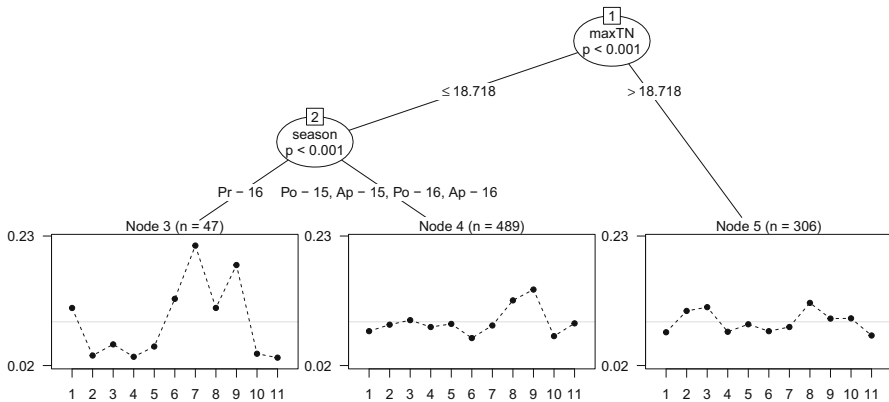 1
maxTN
p < 0.001
≤ 18.718
> 18.718
2
season
p < 0.001
Pr − 16
Po − 15, Ap − 15, Po − 16, Ap − 16
Node 3 (n = 47)
0.23
0.02
1 2 3 4 5 6 7 8 9 10 11
Node 4 (n = 489)
0.23
0.02
1 2 3 4 5 6 7 8 9 10 11
Node 5 (n = 306)
0.23
0.02
1 2 3 4 5 6 7 8 9 10 11